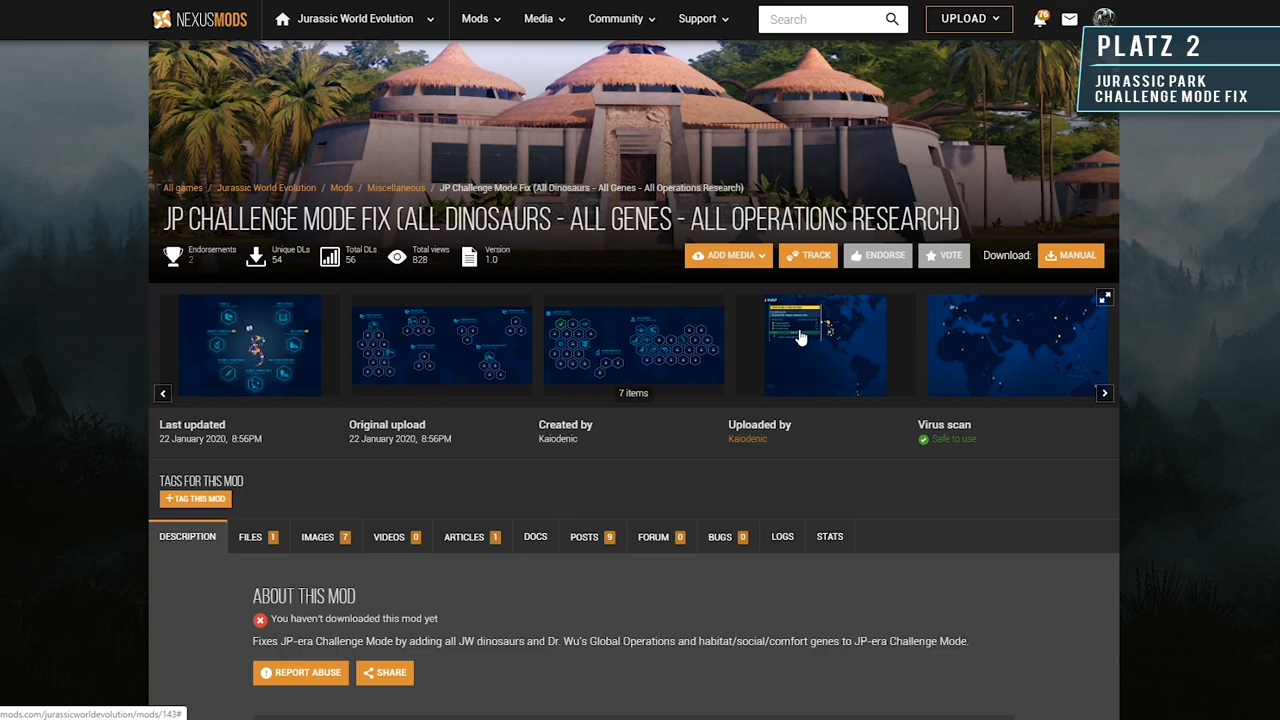 NEXUSMODS Jurassic World Evolution Mods Media Community Support Search UPLOAD 76
PLATZ 2
JURASSIC PARK
CHALLENGE MODE FIX
All games / Jurassic World Evolution / Mods / Miscellaneous / JP Challenge Mode Fix (All Dinosaurs - All Genes - All Operations Research)
JP CHALLENGE MODE FIX (ALL DINOSAURS - ALL GENES - ALL OPERATIONS RESEARCH)
Endorsements Unique DLs Total DLs Total views Version
2 54 56 828 1.0
ADD MEDIA TRACK ENDORSE VOTE Download: MANUAL
7 items
Last updated Original upload Created by Uploaded by Virus scan
22 January 2020, 8:56PM 22 January 2020, 8:56PM Kaiodenic Kaiodenic Safe to use
TAGS FOR THIS MOD
+ TAG THIS MOD
DESCRIPTION FILES 1 IMAGES 7 VIDEOS 0 ARTICLES 1 DOCS POSTS 9 FORUM 0 BUGS 0 LOGS STATS
ABOUT THIS MOD
You haven't downloaded this mod yet
Fixes JP-era Challenge Mode by adding all JW dinosaurs and Dr. Wu's Global Operations and habitat/social/comfort genes to JP-era Challenge Mode.
REPORT ABUSE SHARE
mods.com/jurassicworldevolution/mods/143#